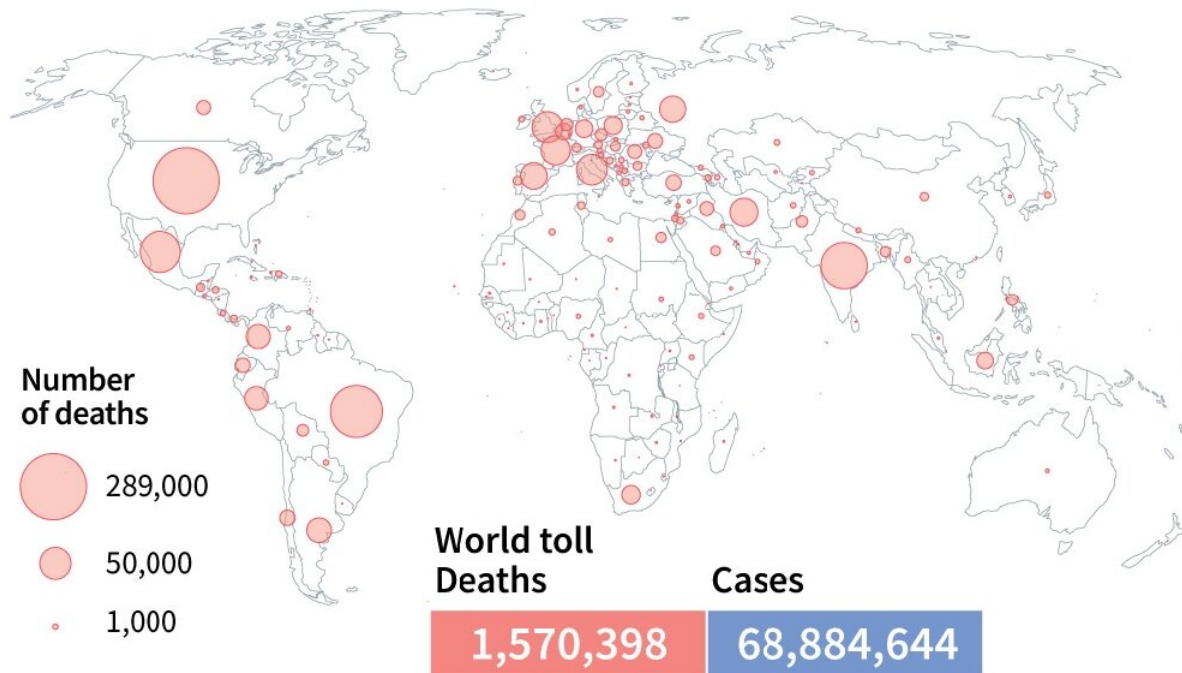 Number
of deaths
289,000
50,000
1,000
World toll
Deaths
Cases
1,570,398
68,884,644